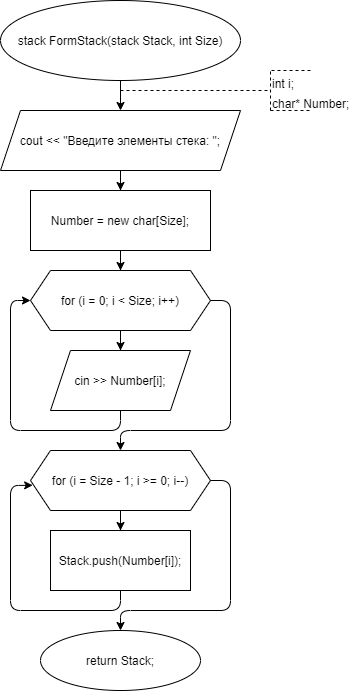 stack FormStack(stack Stack, int Size)
int i;
char* Number;
cout << "Введите элементы стека: ";
Number = new char[Size];
for (i = 0; i < Size; i++)
cin >> Number[i];
for (i = Size - 1; i >= 0; i--)
Stack.push(Number[i]);
return Stack;